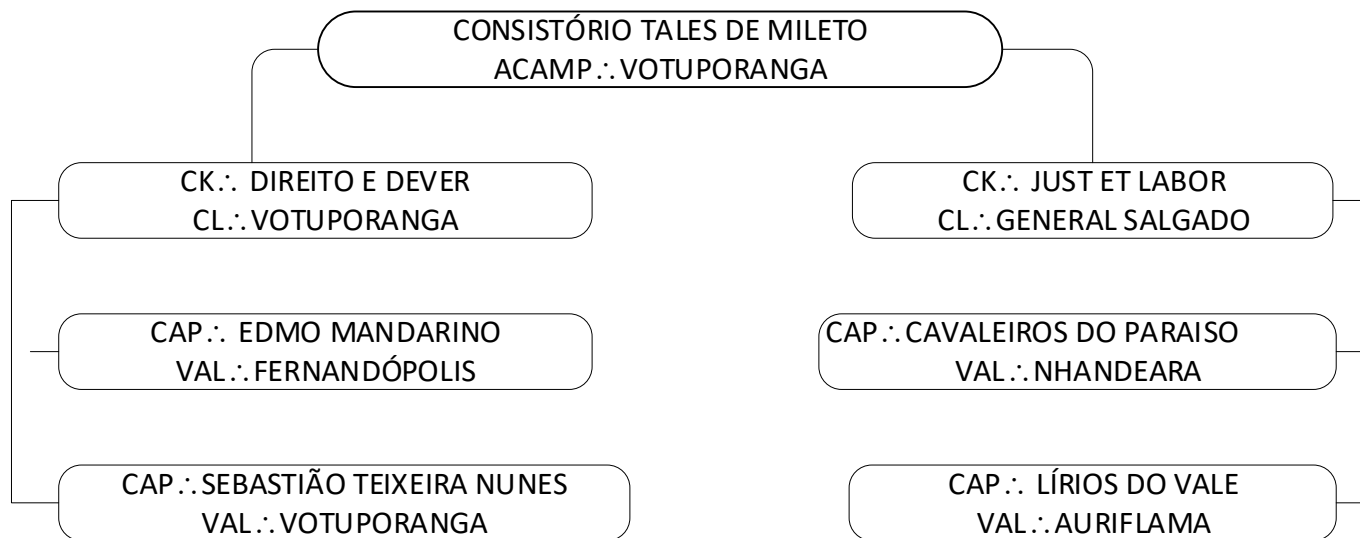 CONSISTÓRIO TALES DE MILETO
ACAMP∴VOTUPORANGA
CK∴ DIREITO E DEVER
CL∴VOTUPORANGA
CK∴ JUST ET LABOR
CL∴GENERAL SALGADO
CAP∴ EDMO MANDARINO
VAL∴FERNANDÓPOLIS
CAP∴CAVALEIROS DO PARAISO
VAL∴NHANDEARA
CAP∴SEBASTIÃO TEIXEIRA NUNES
VAL∴VOTUPORANGA
CAP∴ LÍRIOS DO VALE
VAL∴AURIFLAMA